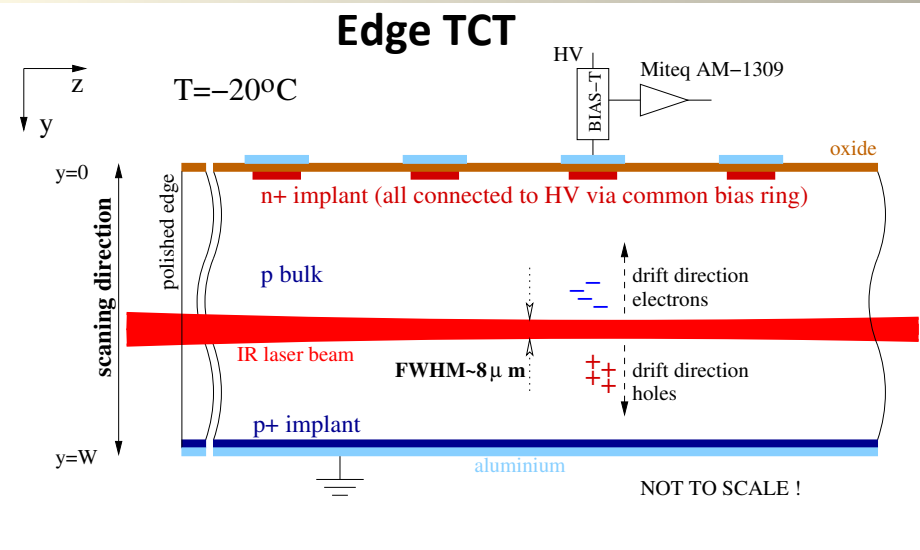 Edge TCT
HV
Miteq AM−1309
BIAS−T
z
y
T=−20ºC
oxide
y=0
n+ implant (all connected to HV via common bias ring)
polished edge
scaning direction
p bulk
drift direction
electrons
IR laser beam
FWHM~8 μ m
drift direction
holes
p+ implant
y=W
aluminium
NOT TO SCALE !